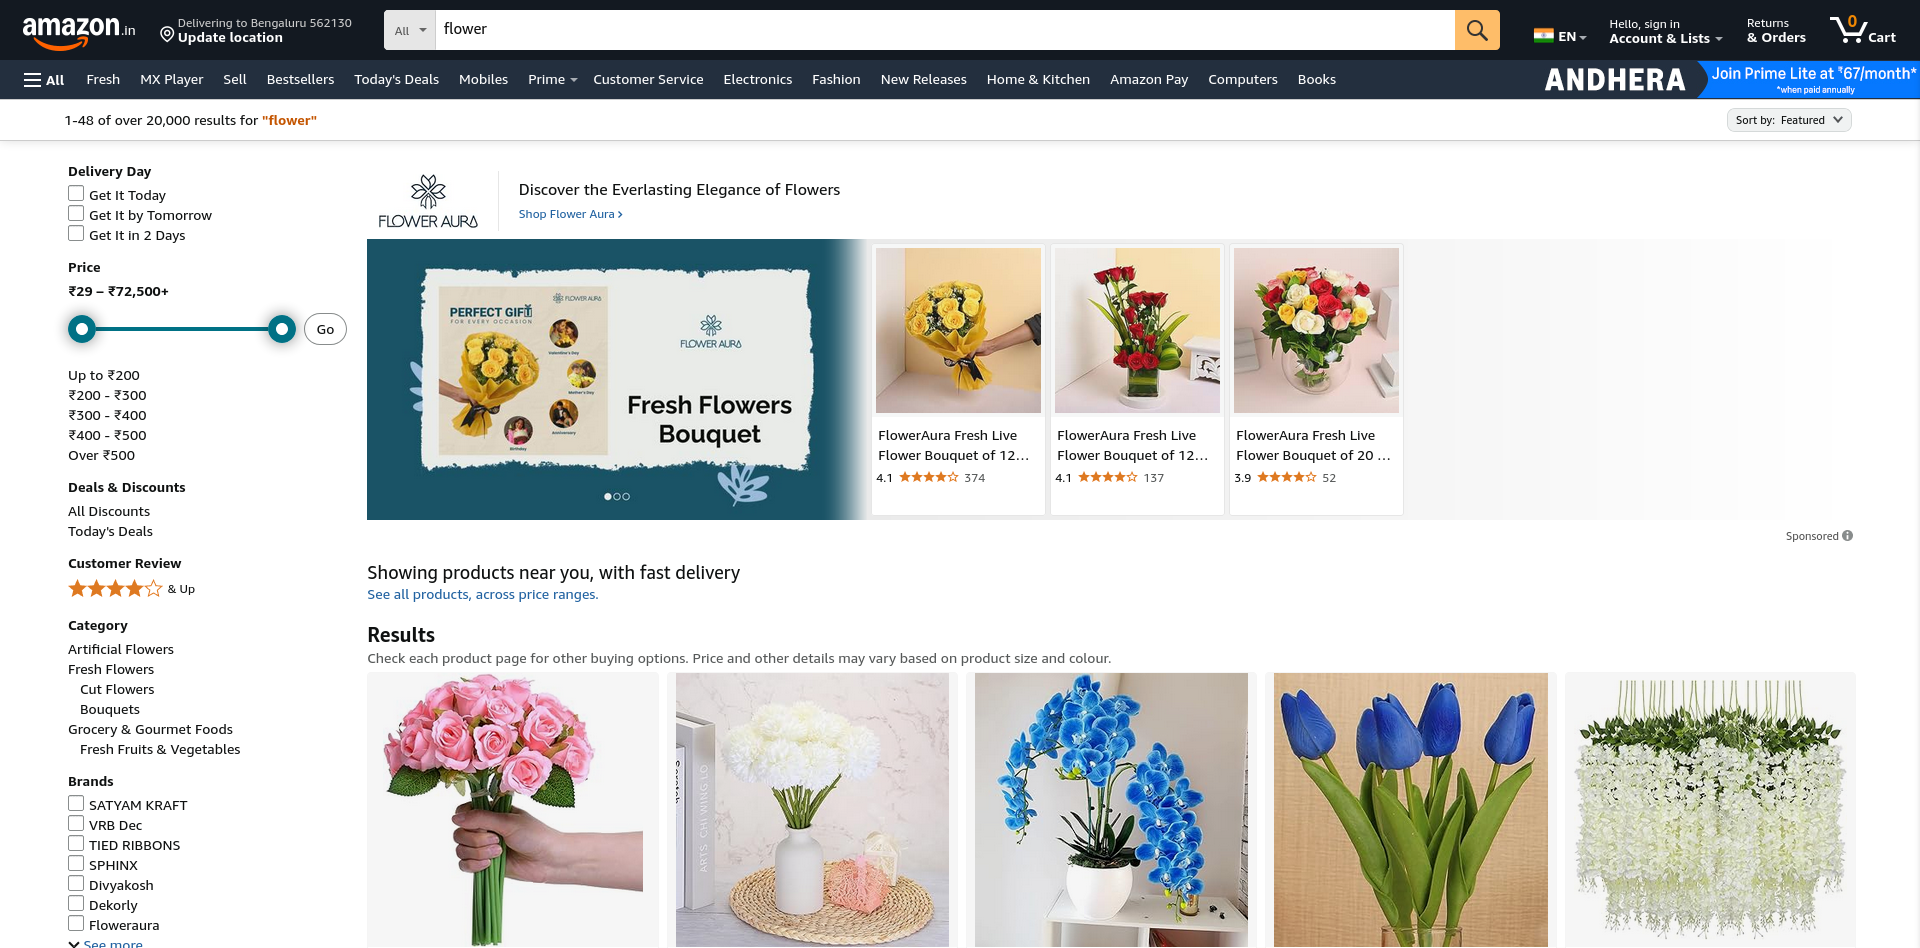 amazon.in
Delivering to Bengaluru 562130
Update location
All
flower
EN
Hello, sign in
Account & Lists
Returns
& Orders
0
Cart
All
Fresh
MX Player
Sell
Bestsellers
Today's Deals
Mobiles
Prime
Customer Service
Electronics
Fashion
New Releases
Home & Kitchen
Amazon Pay
Computers
Books
ANDHERA
Join Prime Lite at ₹67/month*
*when paid annually
1-48 of over 20,000 results for "flower"
Sort by: Featured
Delivery Day
Get It Today
Get It by Tomorrow
Get It in 2 Days
Price
₹29 – ₹72,500+
Go
Up to ₹200
₹200 - ₹300
₹300 - ₹400
₹400 - ₹500
Over ₹500
Deals & Discounts
All Discounts
Today's Deals
Customer Review
& Up
Category
Artificial Flowers
Fresh Flowers
Cut Flowers
Bouquets
Grocery & Gourmet Foods
Fresh Fruits & Vegetables
Brands
SATYAM KRAFT
VRB Dec
TIED RIBBONS
SPHINX
Divyakosh
Dekorly
Floweraura
See more
FLOWER AURA
Discover the Everlasting Elegance of Flowers
Shop Flower Aura
FLOWER AURA
PERFECT GIFT
FOR EVERY OCCASION
Valentine's Day
Mother's Day
Anniversary
Birthday
FLOWER AURA
Fresh Flowers
Bouquet
FlowerAura Fresh Live
Flower Bouquet of 12…
4.1
374
FlowerAura Fresh Live
Flower Bouquet of 12…
4.1
137
FlowerAura Fresh Live
Flower Bouquet of 20 …
3.9
52
Sponsored
Showing products near you, with fast delivery
See all products, across price ranges.
Results
Check each product page for other buying options. Price and other details may vary based on product size and colour.